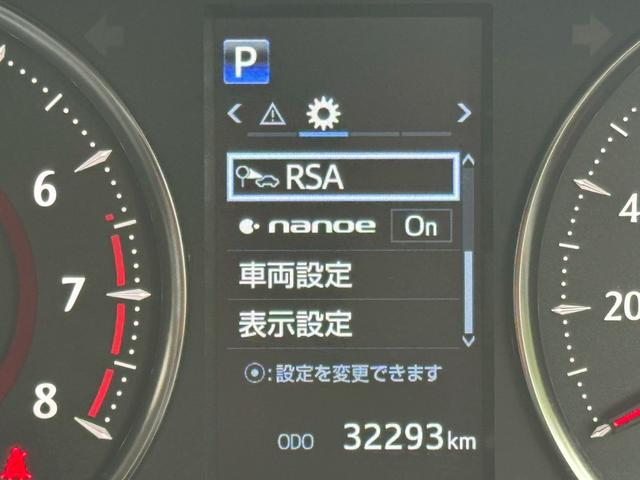 P
RSA
nanoe On
車両設定
表示設定
:設定を変更できます
ODO 32293km
6
7
8
4
20